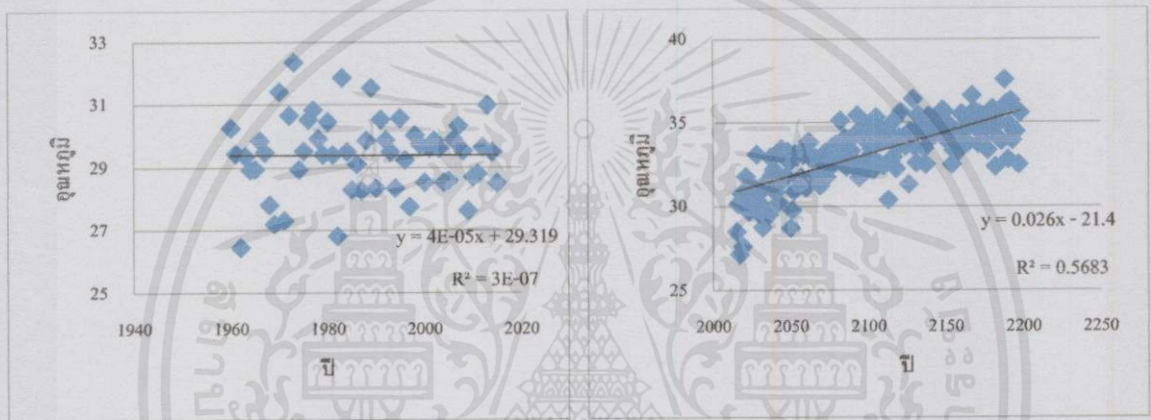 33
31
29
27
25
อุณหภูมิ
y = 4E-05x + 29.319
R² = 3E-07
1940 1960 1980 2000 2020
ปี
40
35
30
25
อุณหภูมิ
y = 0.026x - 21.4
R² = 0.5683
2000 2050 2100 2150 2200 2250
ปี